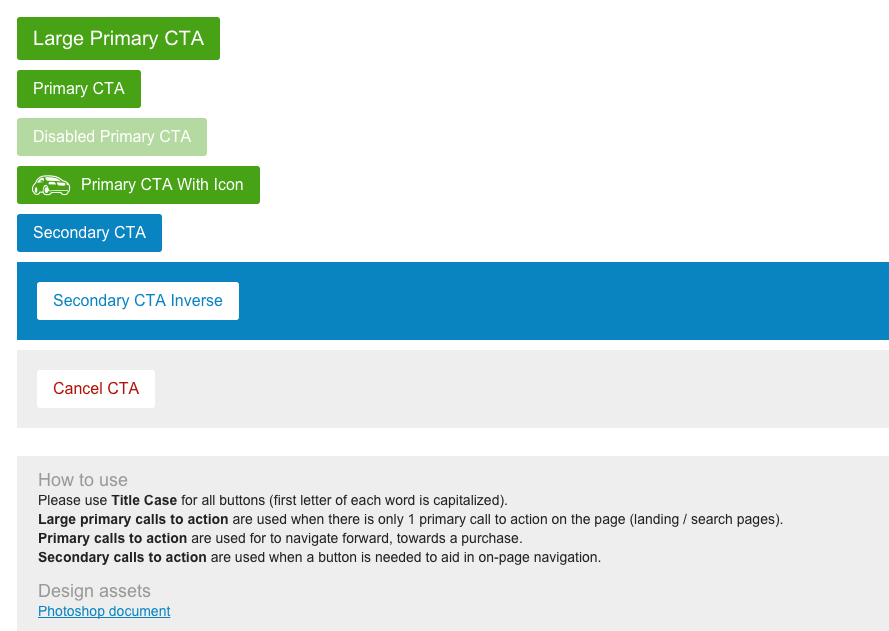 Large Primary CTA
Primary CTA
Disabled Primary CTA
Primary CTA With Icon
Secondary CTA
Secondary CTA Inverse
Cancel CTA
How to use
Please use Title Case for all buttons (first letter of each word is capitalized).
Large primary calls to action are used when there is only 1 primary call to action on the page (landing / search pages).
Primary calls to action are used for to navigate forward, towards a purchase.
Secondary calls to action are used when a button is needed to aid in on-page navigation.
Design assets
Photoshop document